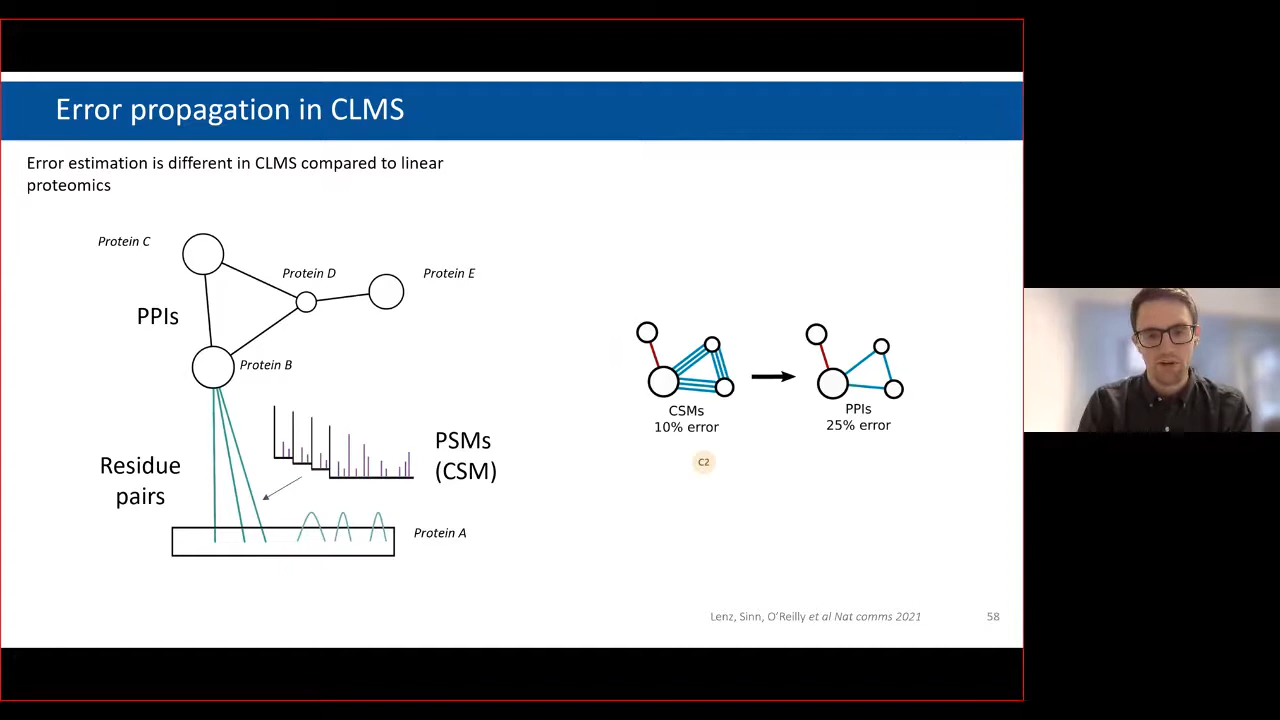 Error propagation in CLMS
Error estimation is different in CLMS compared to linear
proteomics
Protein C
Protein D
Protein E
PPIs
Protein B
PSMs
(CSM)
Residue
pairs
Protein A
CSMs
10% error
PPIs
25% error
C2
Lenz, Sinn, O'Reilly et al Nat comms 2021
58